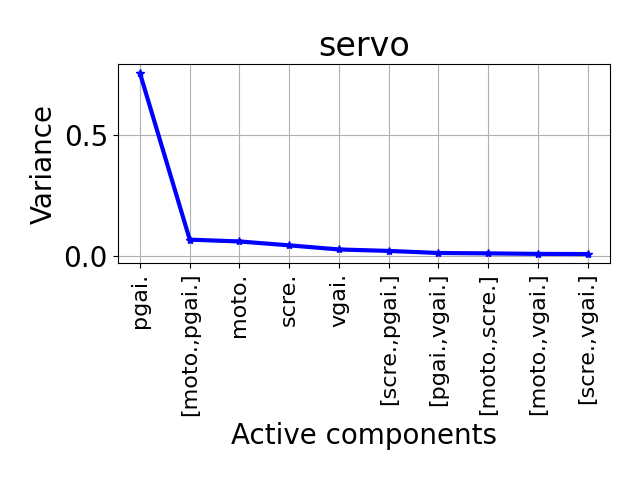 servo
Variance
0.5
0.0
pgai.
[moto.,pgai.]
moto.
scre.
vgai.
[scre.,pgai.]
[pgai.,vgai.]
[moto.,scre.]
[moto.,vgai.]
[scre.,vgai.]
Active components